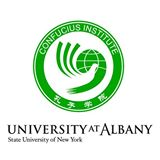 CONFUCIUS INSTITUTE
孔子学院
UNIVERSITY AT ALBANY
State University of New York